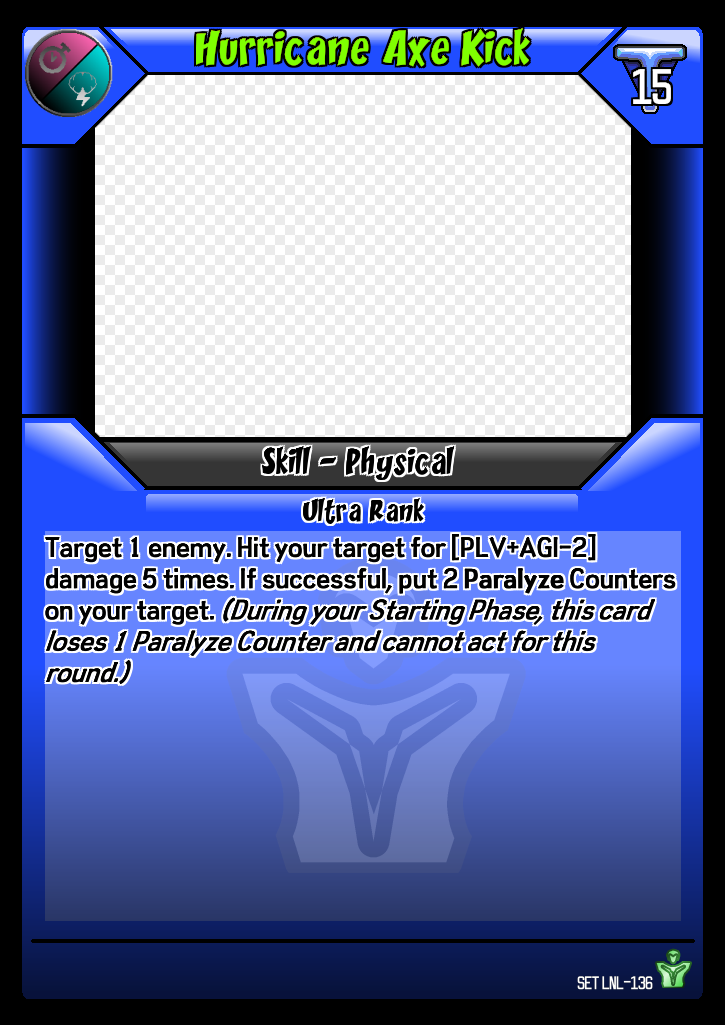 Hurricane Axe Kick
15
Skill - Physical
Ultra Rank
Target 1 enemy. Hit your target for [PLV+AGI-2]
damage 5 times. If successful, put 2 Paralyze Counters
on your target. (During your Starting Phase, this card
loses 1 Paralyze Counter and cannot act for this
round.)
SET LNL-136